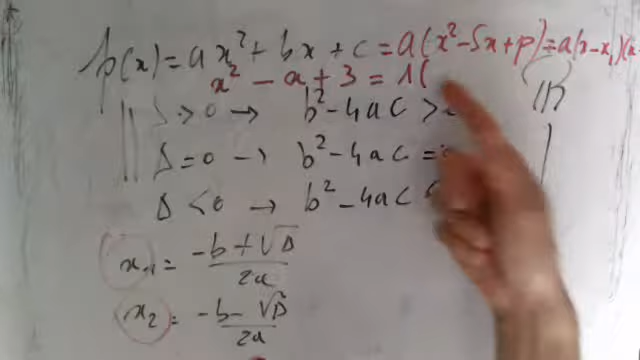 p(x) = ax² + bx + c = a(x² - Sx + p) = a(x - x₁)(x
x² - a + 3 = 1(
Δ > 0 → b² - 4ac >
Δ = 0 → b² - 4ac =
Δ < 0 → b² - 4ac
x₁ = (-b + √Δ)/2a
x₂ = (-b - √Δ)/2a